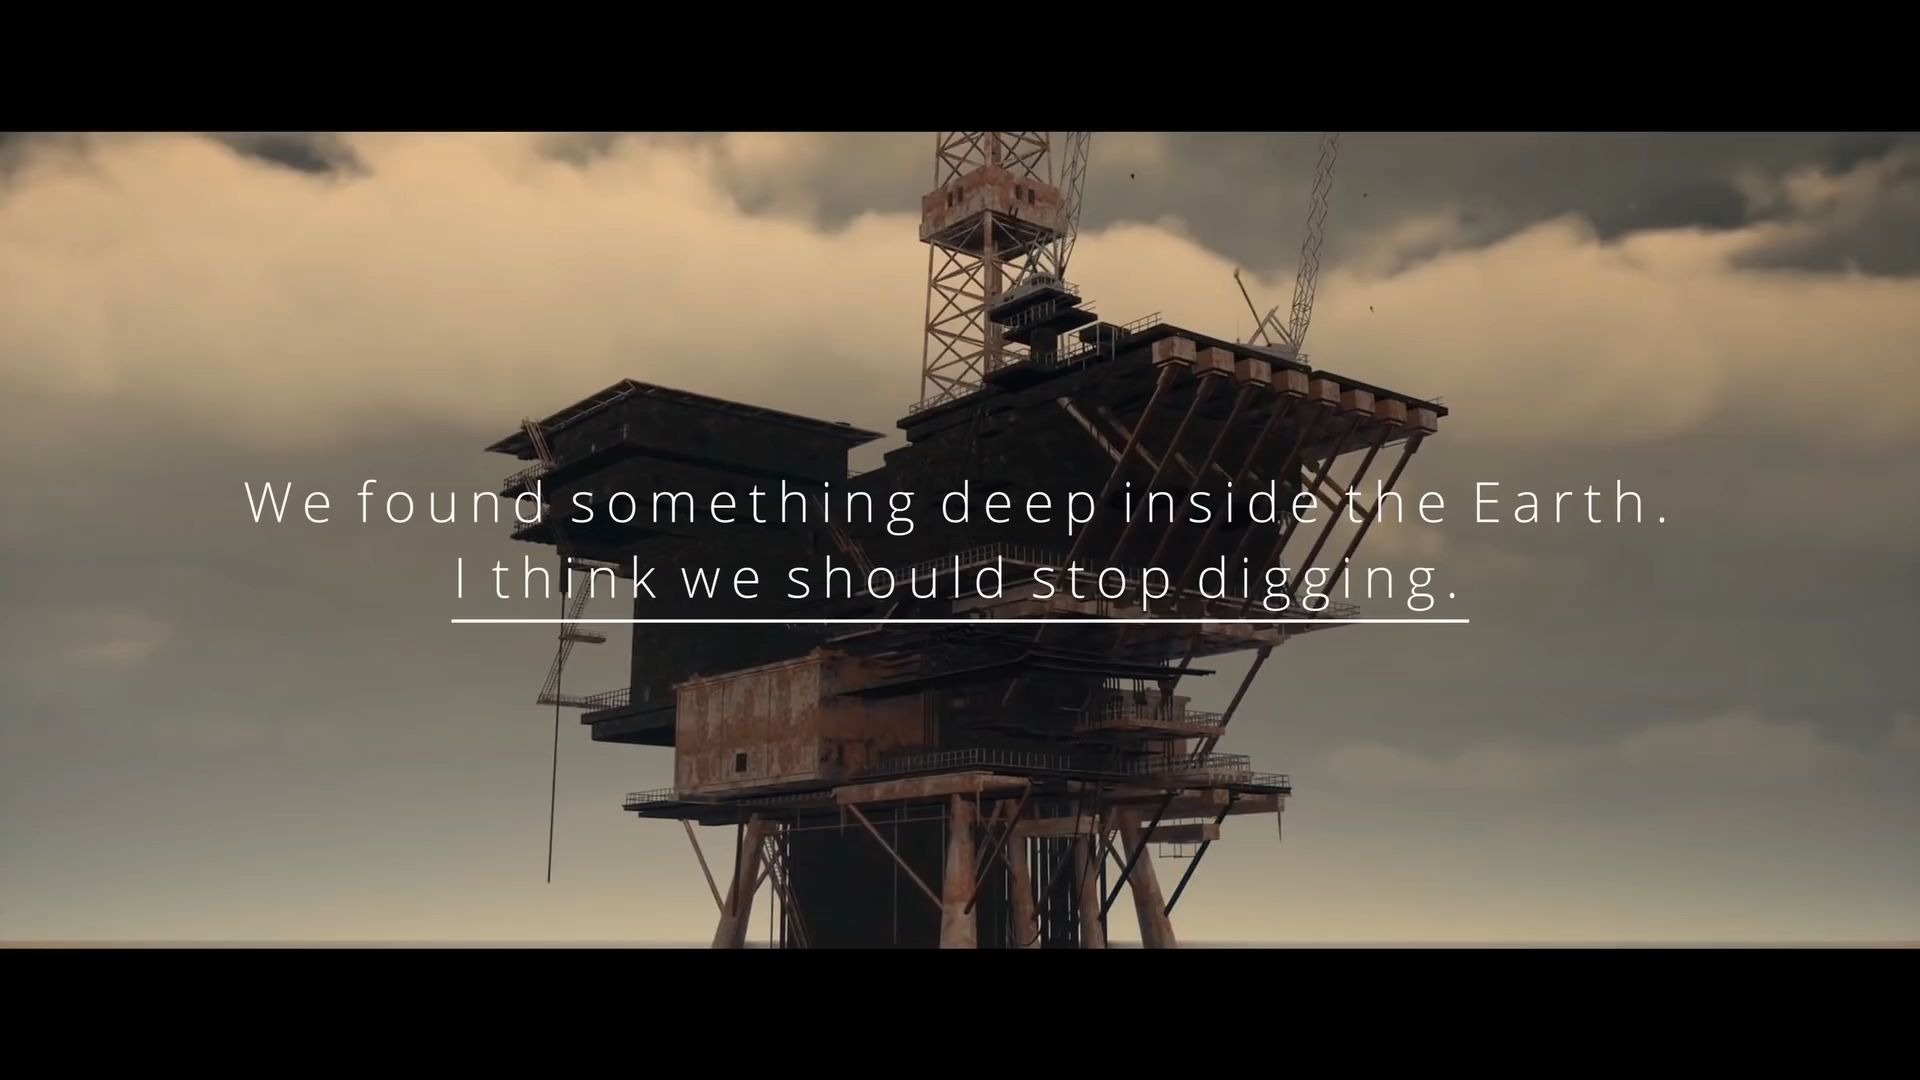 We found something deep inside the Earth.
I think we should stop digging.